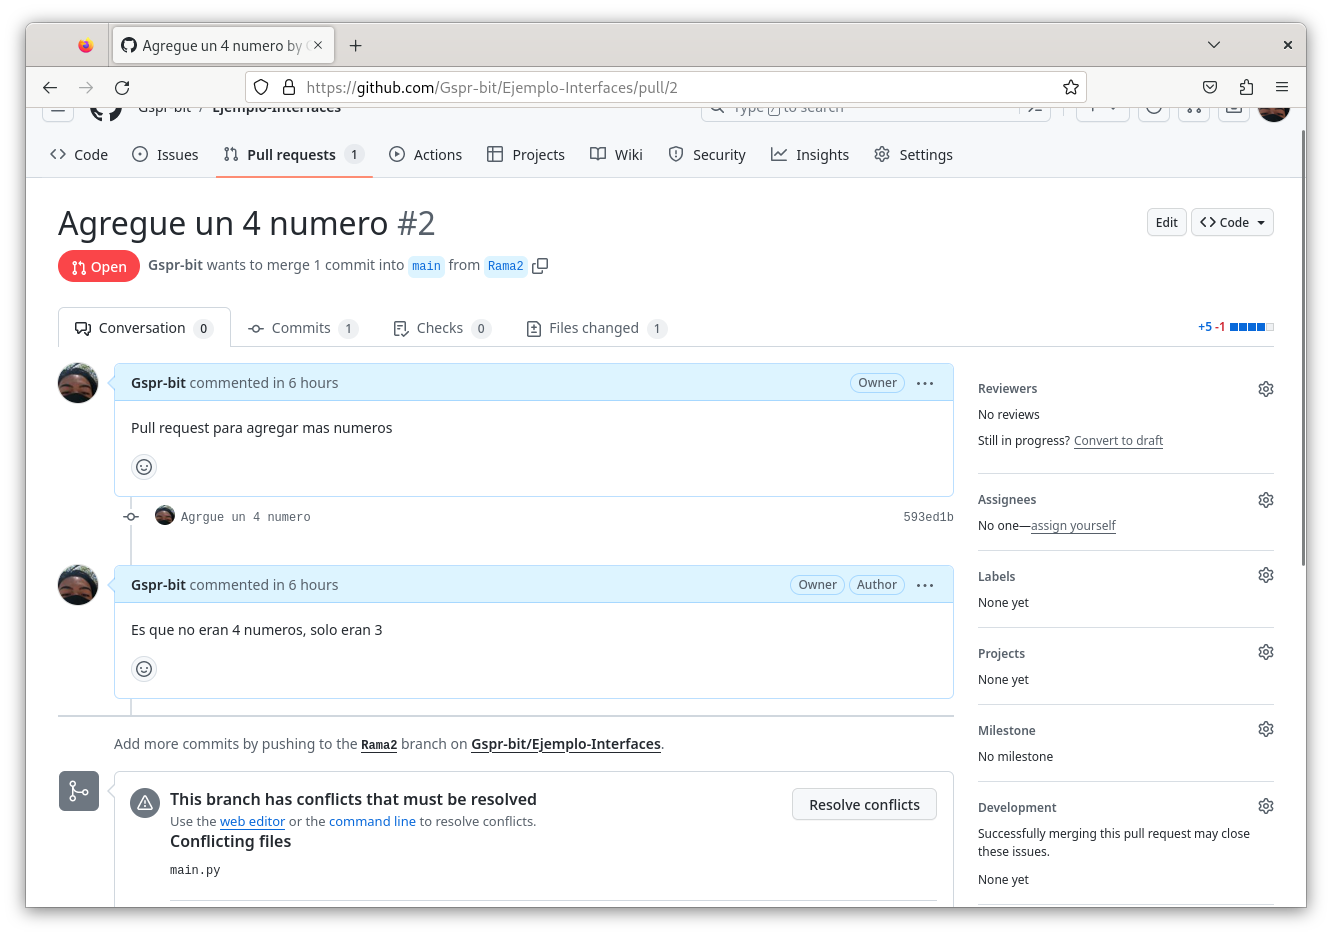 Agregue un 4 numero by
https://github.com/Gspr-bit/Ejemplo-Interfaces/pull/2
Gspr-bit / Ejemplo-Interfaces
Type / to search
Code
Issues
Pull requests 1
Actions
Projects
Wiki
Security
Insights
Settings
Agregue un 4 numero #2
Edit
Code
Open
Gspr-bit wants to merge 1 commit into main from Rama2
Conversation 0
Commits 1
Checks 0
Files changed 1
+5 -1
Gspr-bit commented in 6 hours
Owner
Pull request para agregar mas numeros
Agrgue un 4 numero
593ed1b
Gspr-bit commented in 6 hours
Owner
Author
Es que no eran 4 numeros, solo eran 3
Add more commits by pushing to the Rama2 branch on Gspr-bit/Ejemplo-Interfaces.
This branch has conflicts that must be resolved
Use the web editor or the command line to resolve conflicts.
Resolve conflicts
Conflicting files
main.py
Reviewers
No reviews
Still in progress? Convert to draft
Assignees
No one—assign yourself
Labels
None yet
Projects
None yet
Milestone
No milestone
Development
Successfully merging this pull request may close
these issues.
None yet